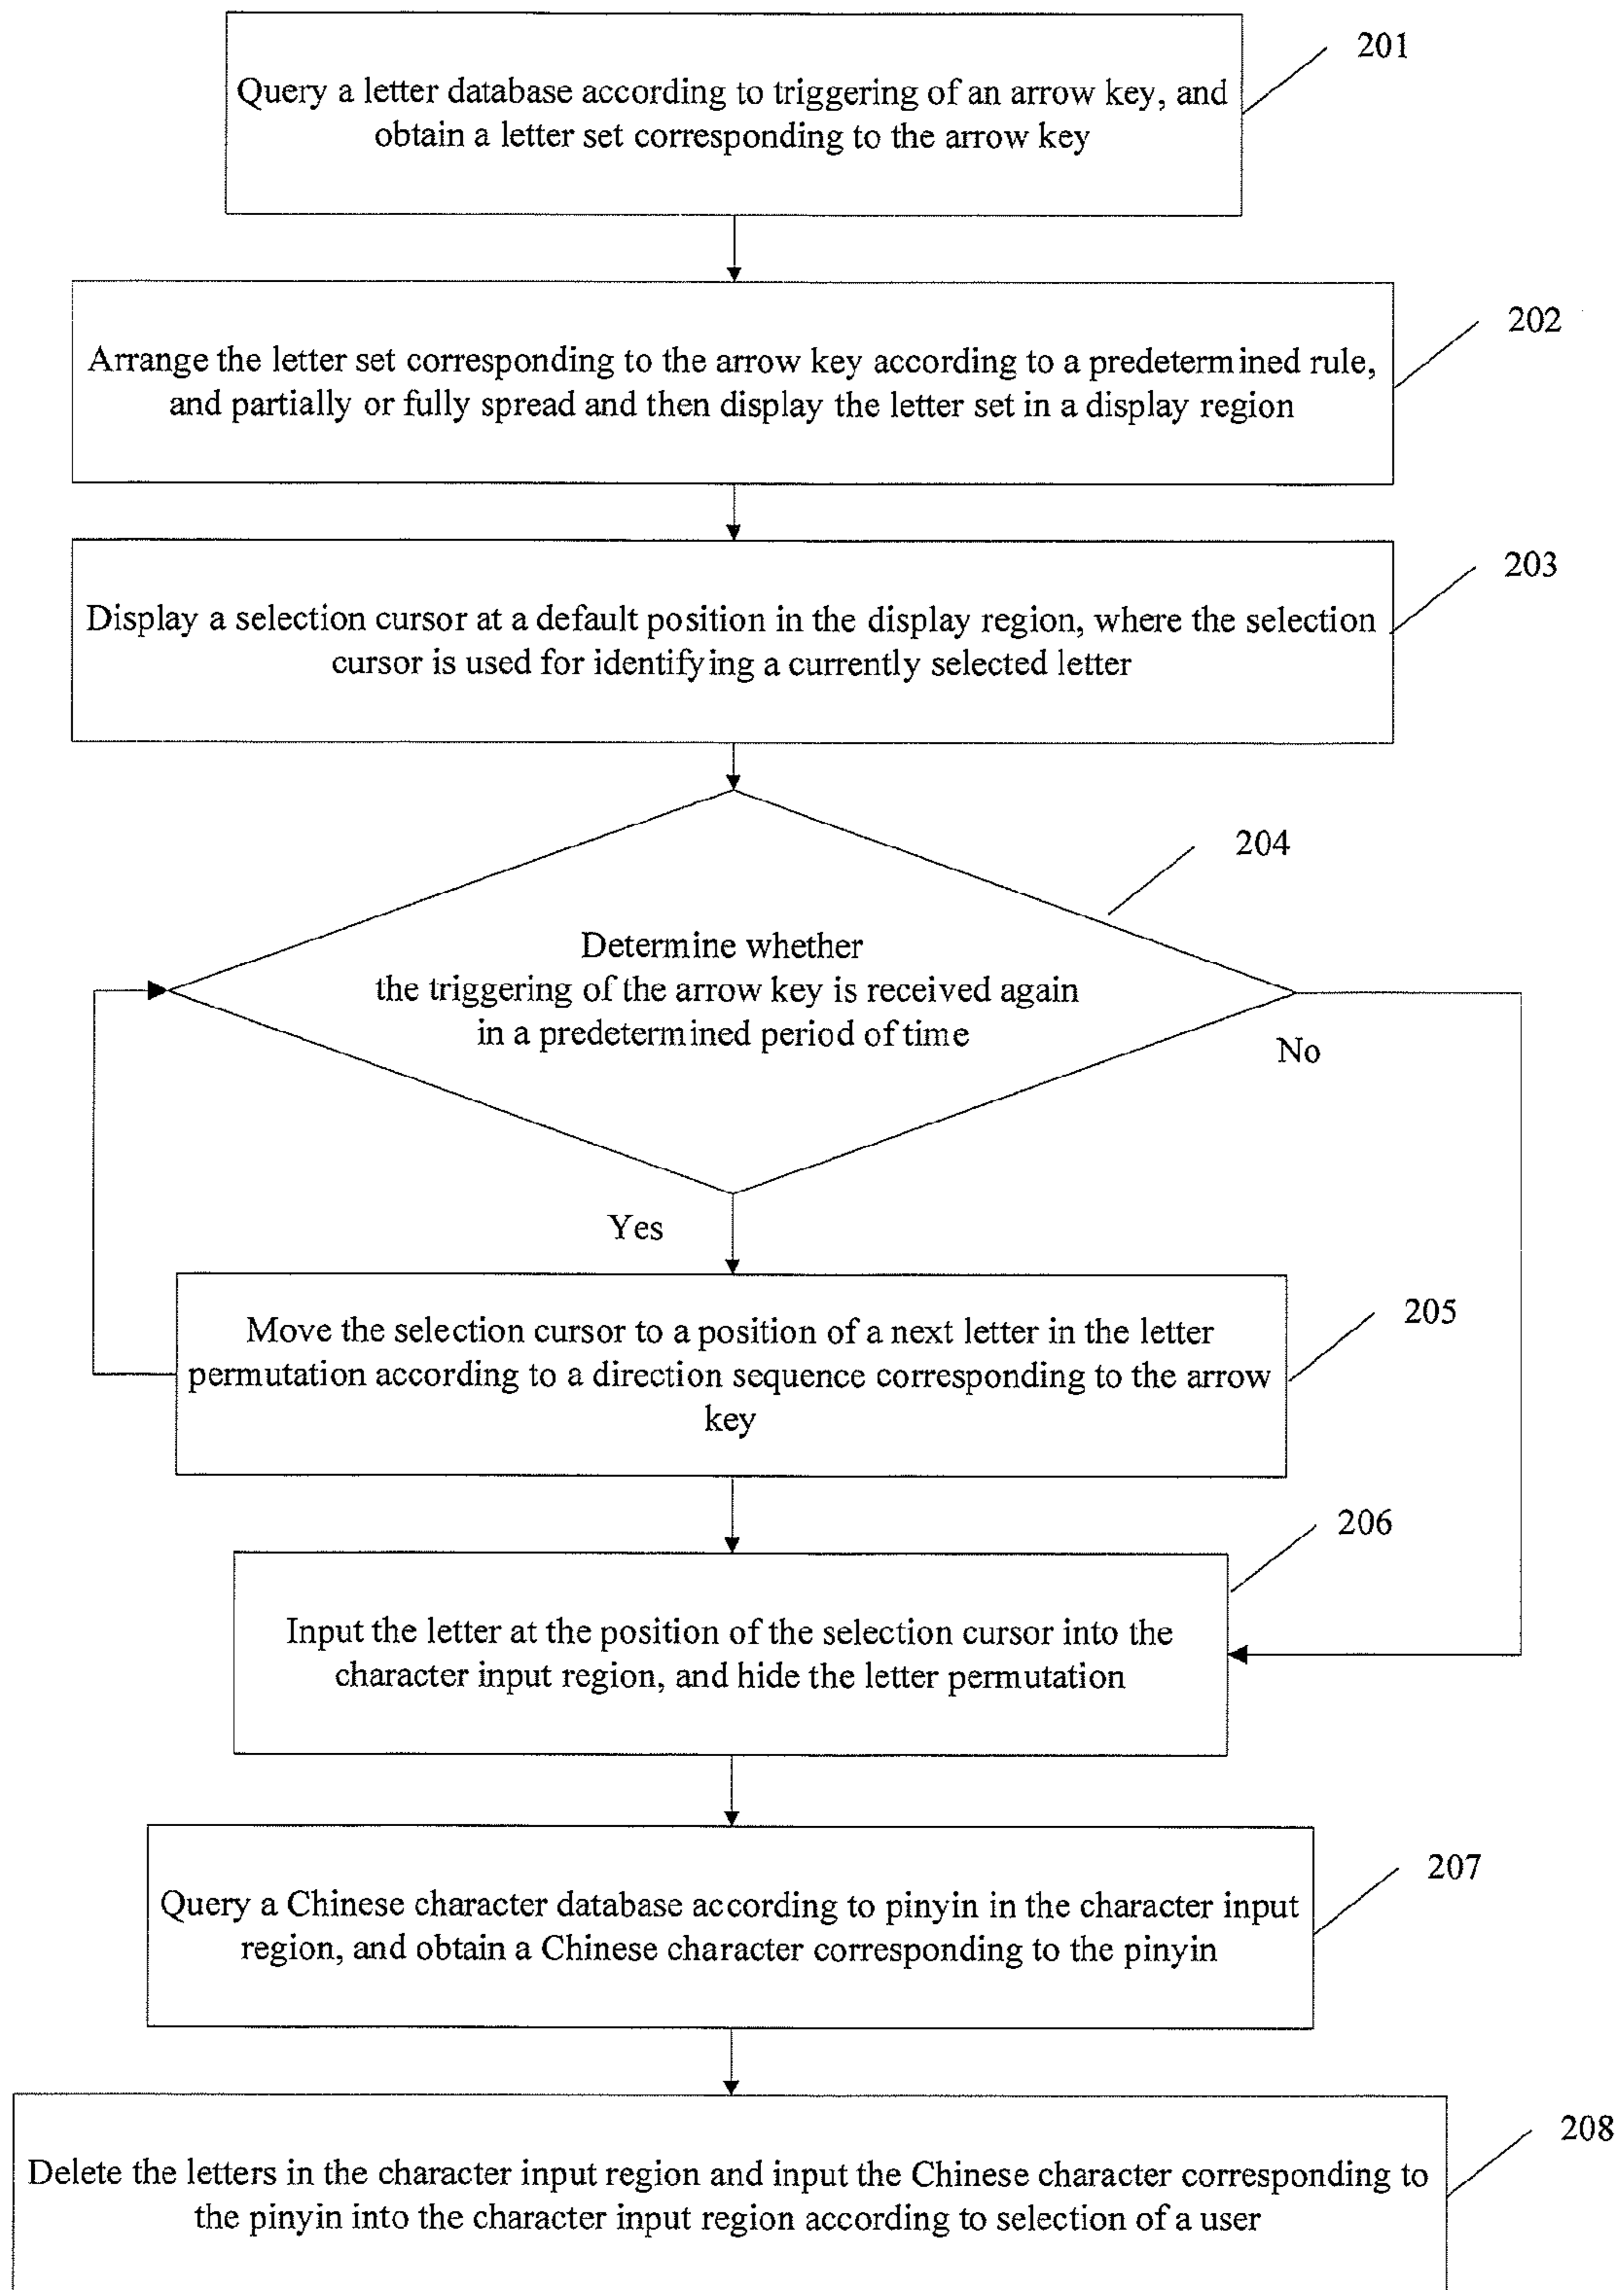 201
Query a letter database according to triggering of an arrow key, and
obtain a letter set corresponding to the arrow key
202
Arrange the letter set corresponding to the arrow key according to a predetermined rule,
and partially or fully spread and then display the letter set in a display region
203
Display a selection cursor at a default position in the display region, where the selection
cursor is used for identifying a currently selected letter
204
Determine whether
the triggering of the arrow key is received again
in a predetermined period of time
No
Yes
205
Move the selection cursor to a position of a next letter in the letter
permutation according to a direction sequence corresponding to the arrow
key
206
Input the letter at the position of the selection cursor into the
character input region, and hide the letter permutation
207
Query a Chinese character database according to pinyin in the character input
region, and obtain a Chinese character corresponding to the pinyin
208
Delete the letters in the character input region and input the Chinese character corresponding to
the pinyin into the character input region according to selection of a user